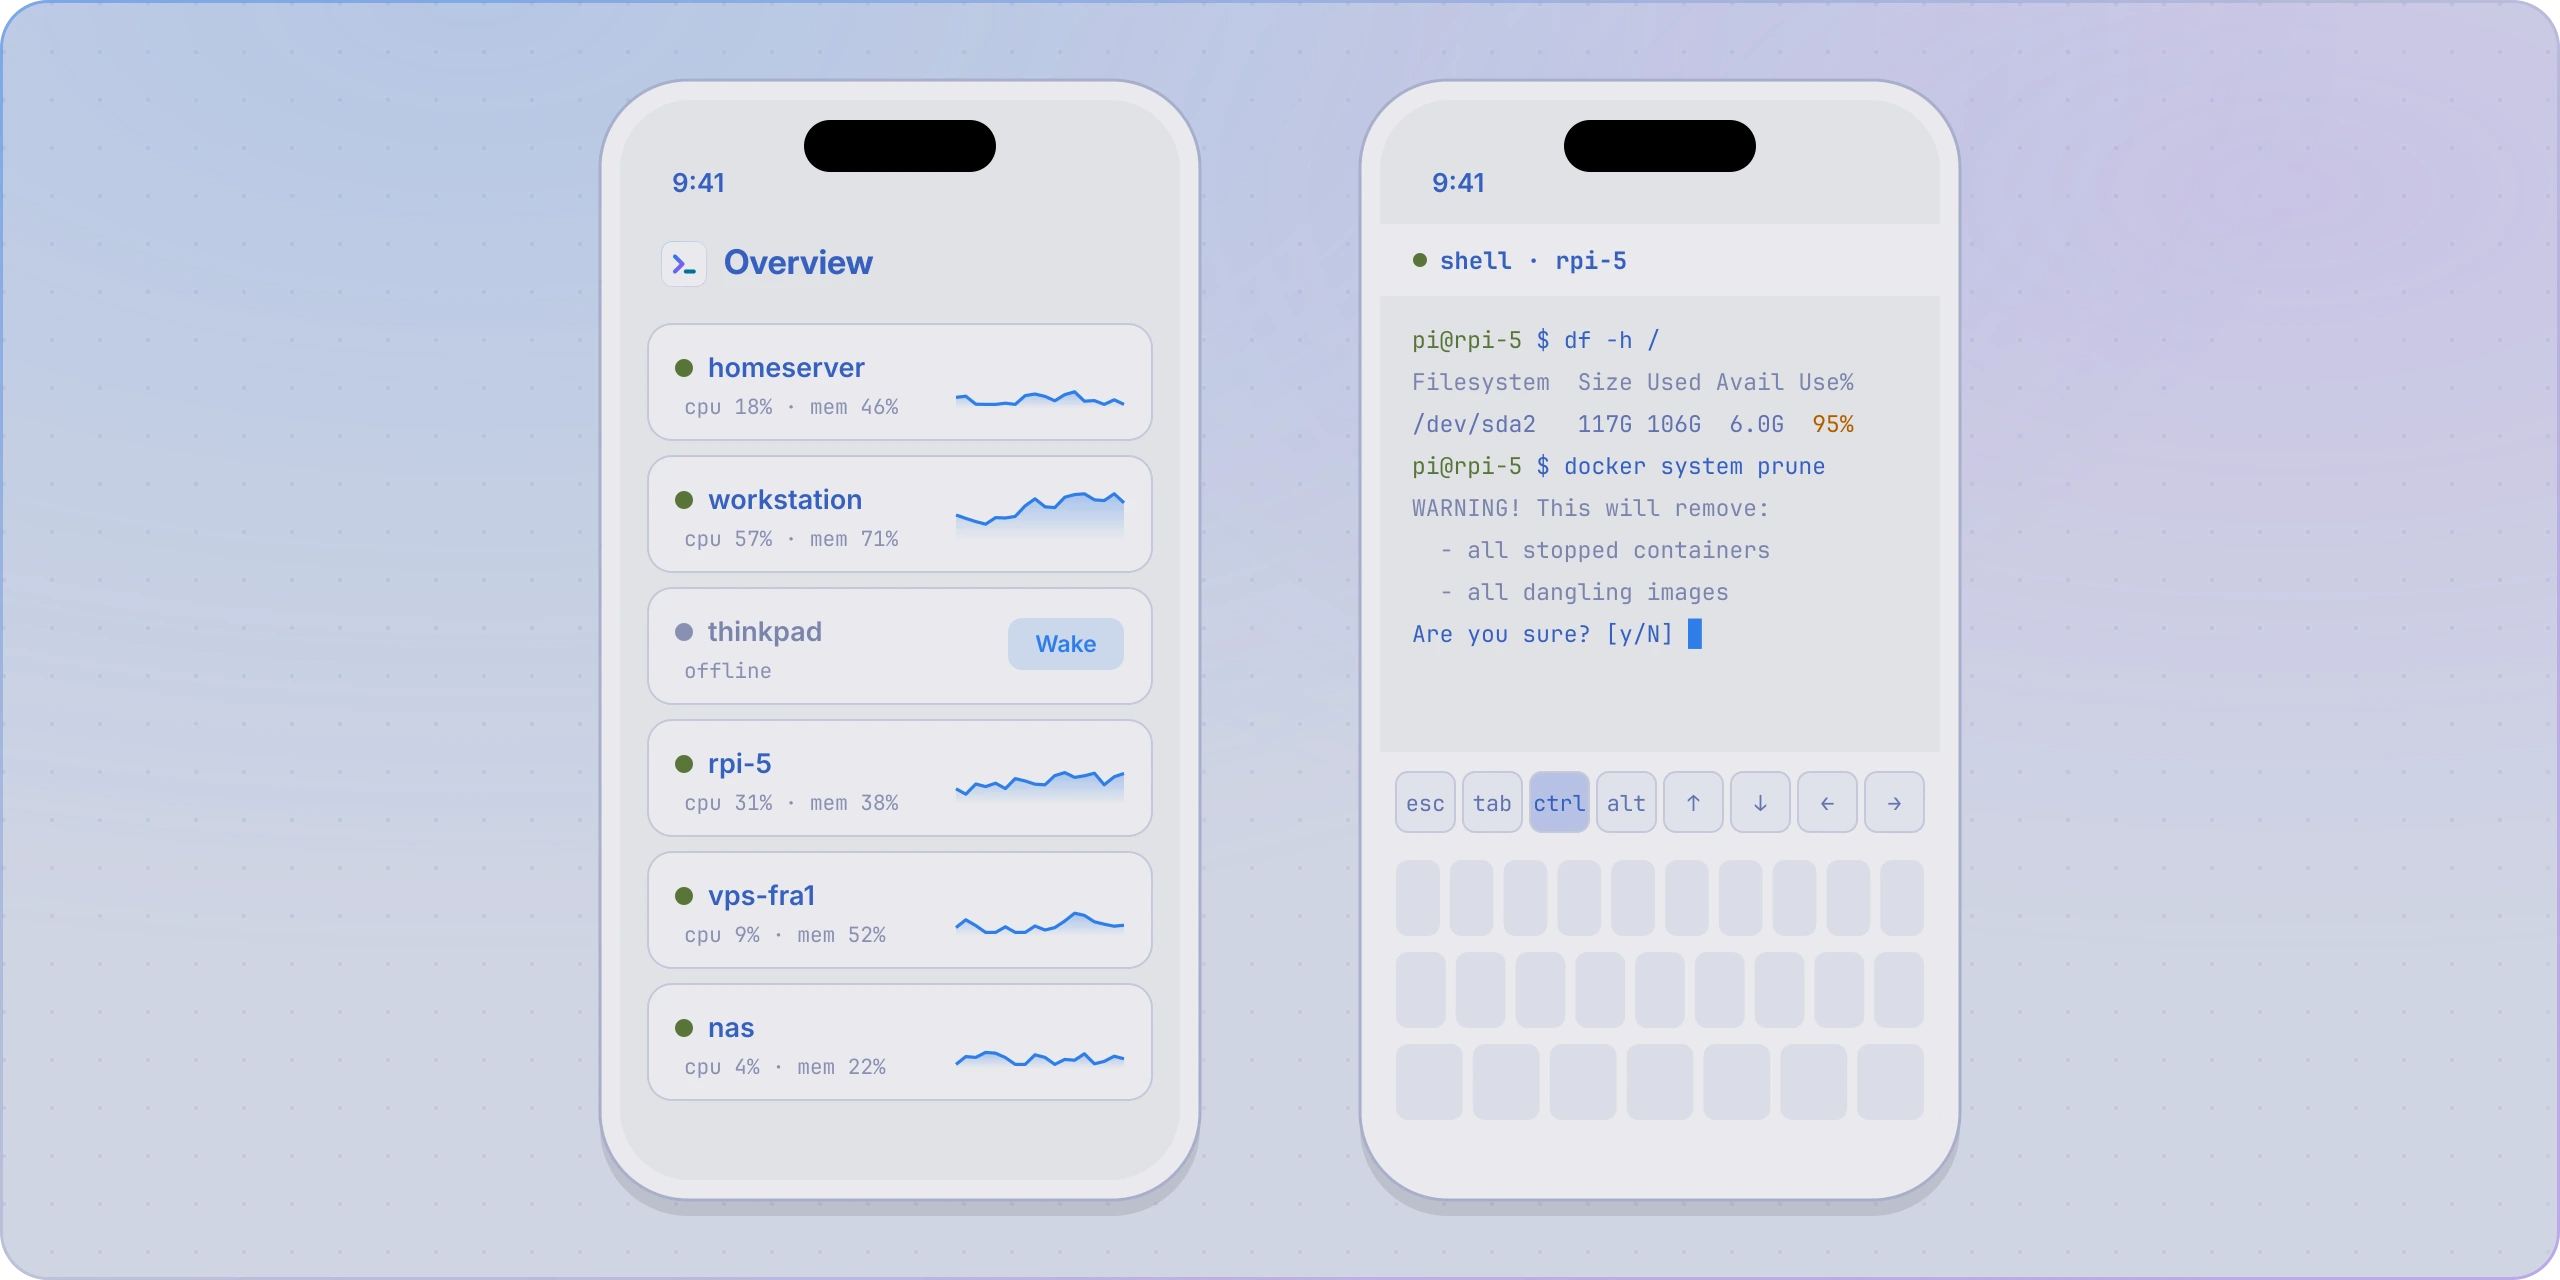 9:41
Overview
homeserver
cpu 18% · mem 46%
workstation
cpu 57% · mem 71%
thinkpad
offline
Wake
rpi-5
cpu 31% · mem 38%
vps-fra1
cpu 9% · mem 52%
nas
cpu 4% · mem 22%
9:41
shell · rpi-5
pi@rpi-5 $ df -h /
Filesystem  Size Used Avail Use%
/dev/sda2   117G 106G  6.0G  95%
pi@rpi-5 $ docker system prune
WARNING! This will remove:
  - all stopped containers
  - all dangling images
Are you sure? [y/N]
esc tab ctrl alt ↑ ↓ ← →